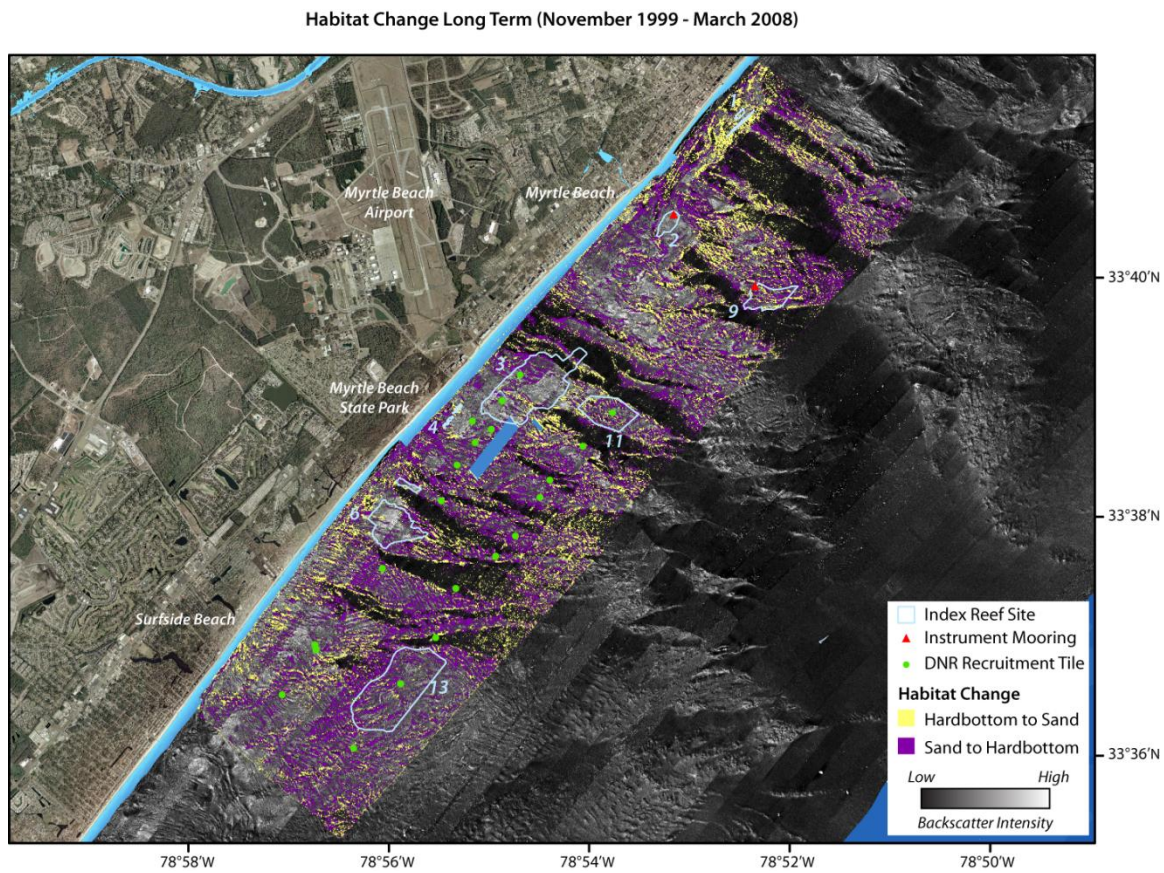 Habitat Change Long Term (November 1999 - March 2008)
1
Myrtle Beach
Airport
Myrtle Beach
2
33°40'N
9
3
Myrtle Beach
State Park
4
11
33°38'N
6
Surfside Beach
13
Index Reef Site
Instrument Mooring
DNR Recruitment Tile
Habitat Change
Hardbottom to Sand
Sand to Hardbottom
Low High
Backscatter Intensity
33°36'N
78°58'W 78°56'W 78°54'W 78°52'W 78°50'W